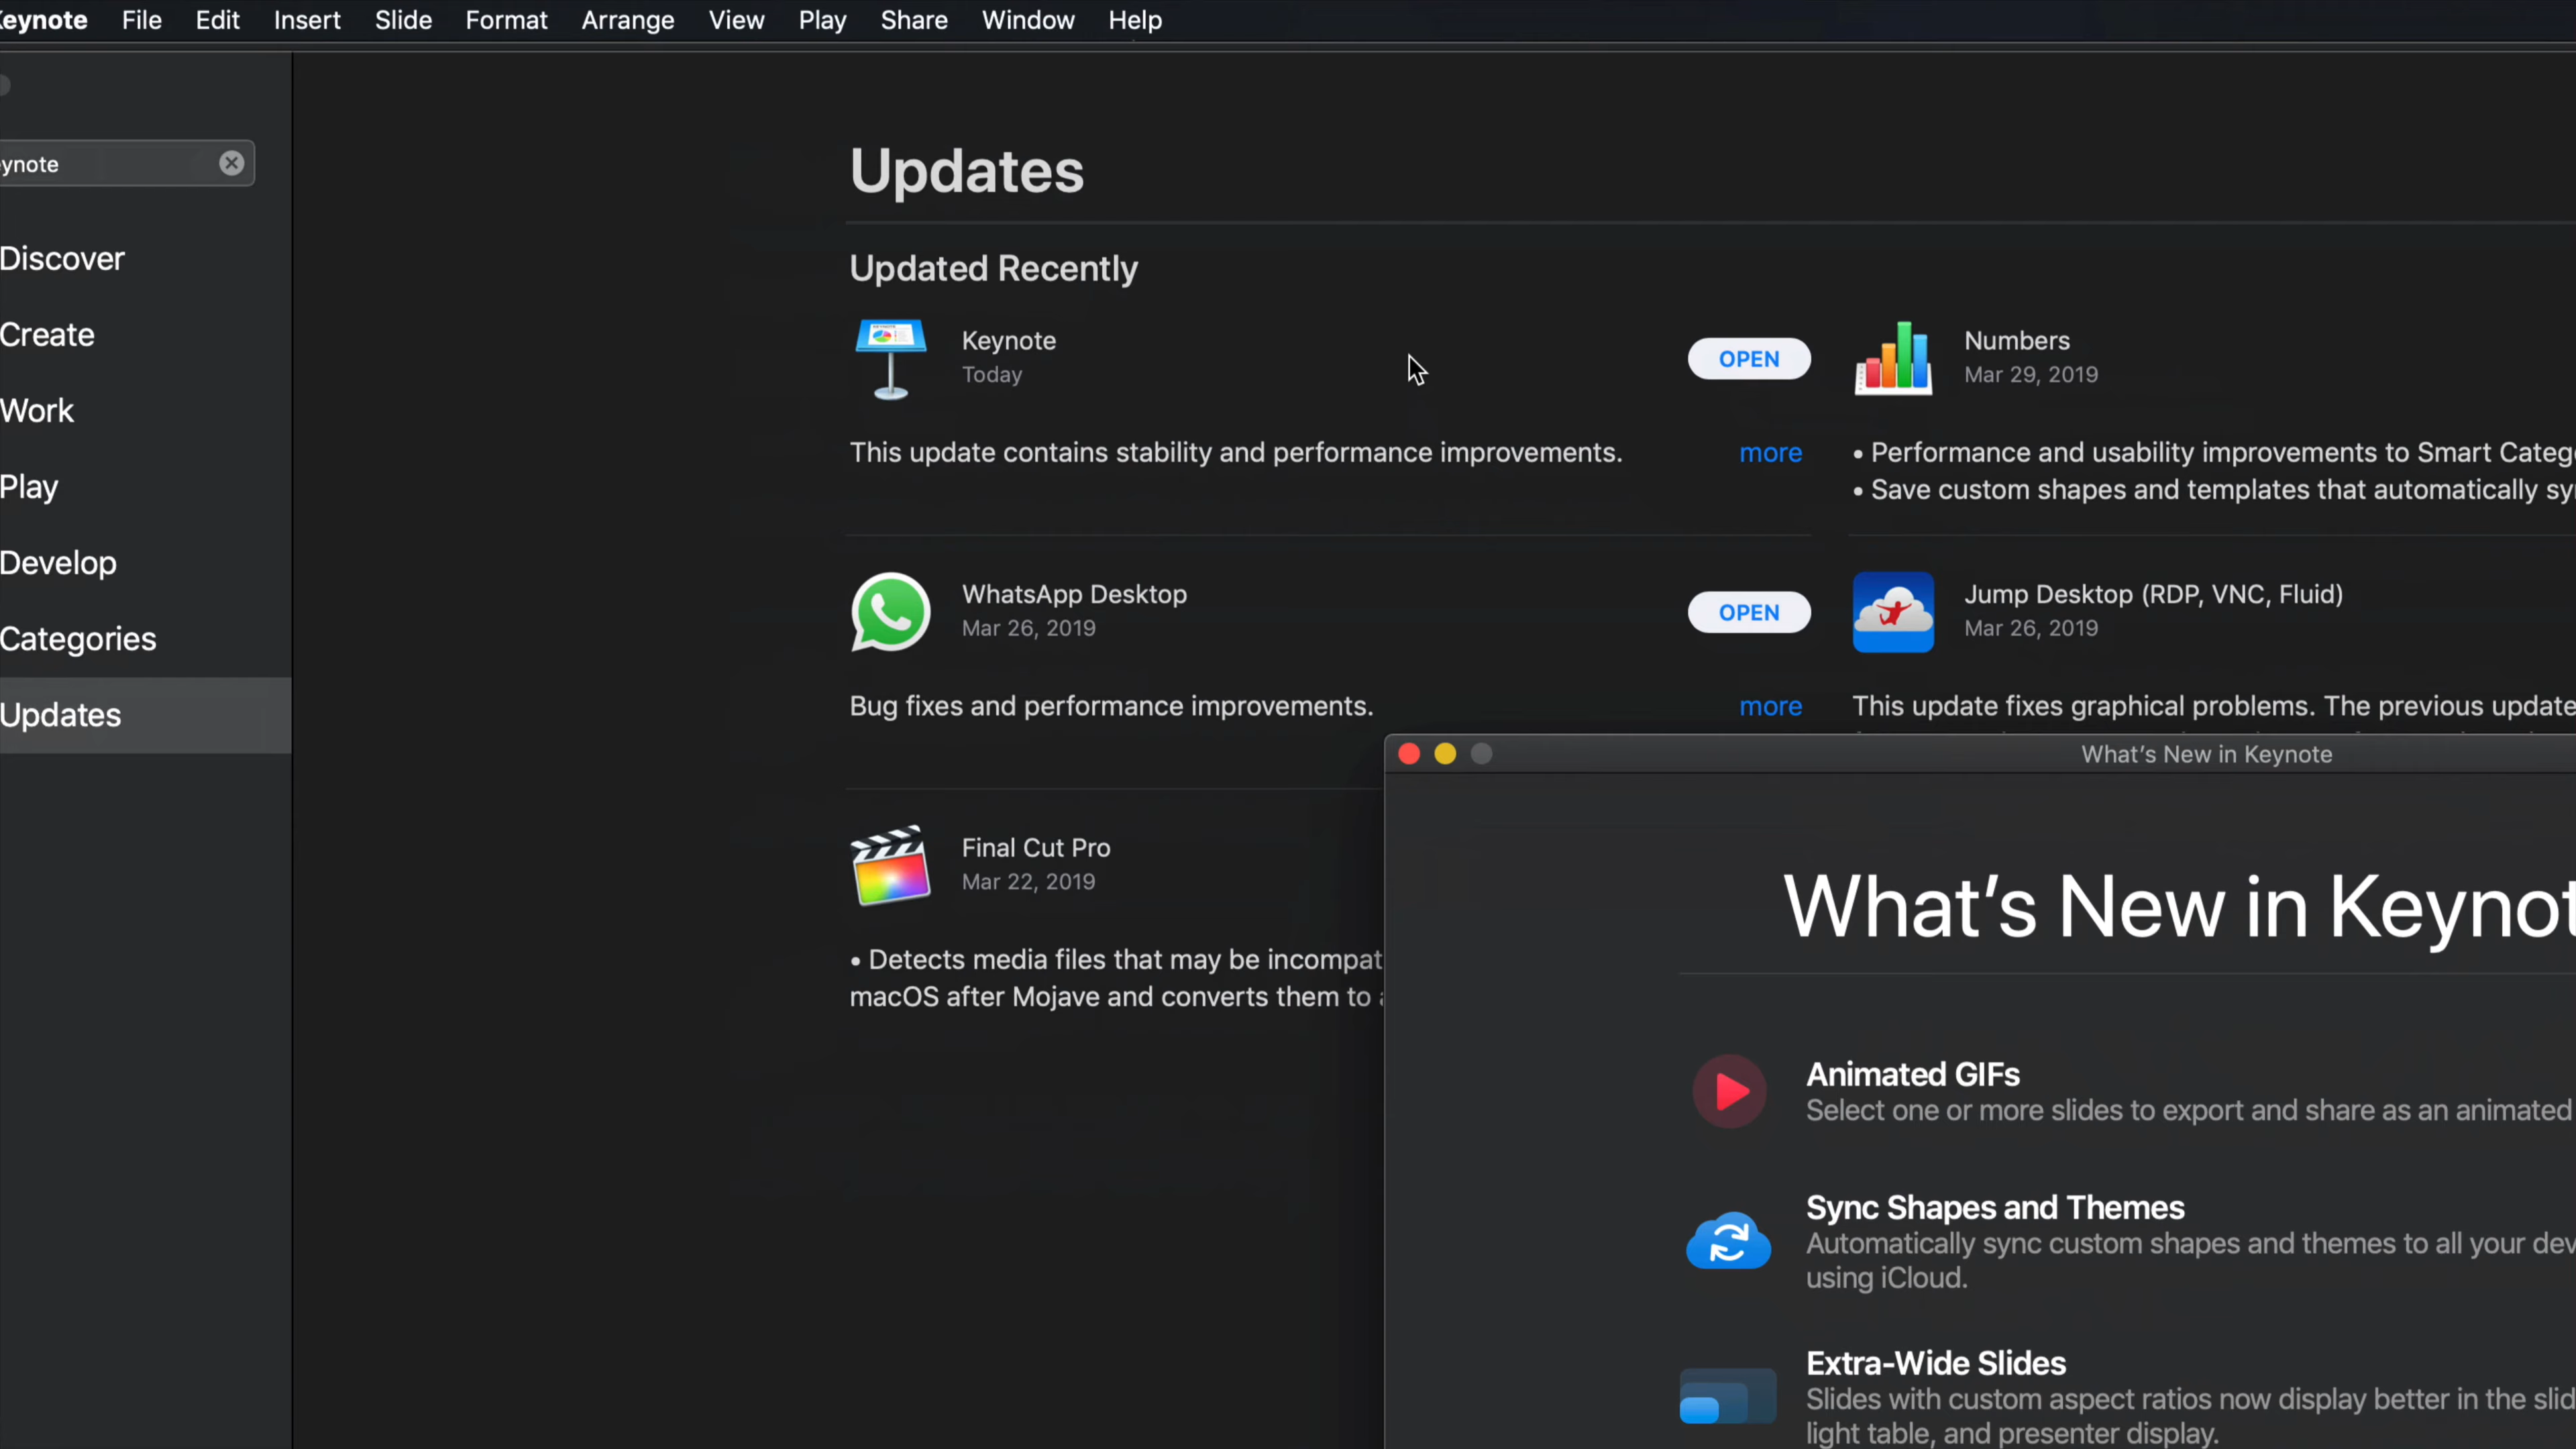 eynote File Edit Insert Slide Format Arrange View Play Share Window Help
ynote
Discover
Create
Work
Play
Develop
Categories
Updates
Updates
Updated Recently
Keynote
Today
OPEN
This update contains stability and performance improvements.
more
Numbers
Mar 29, 2019
• Performance and usability improvements to Smart Categ
• Save custom shapes and templates that automatically sy
WhatsApp Desktop
Mar 26, 2019
OPEN
Bug fixes and performance improvements.
more
Jump Desktop (RDP, VNC, Fluid)
Mar 26, 2019
This update fixes graphical problems. The previous update
Final Cut Pro
Mar 22, 2019
• Detects media files that may be incompat
macOS after Mojave and converts them to
What's New in Keynote
What's New in Keynot
Animated GIFs
Select one or more slides to export and share as an animated
Sync Shapes and Themes
Automatically sync custom shapes and themes to all your dev
using iCloud.
Extra-Wide Slides
Slides with custom aspect ratios now display better in the slid
light table, and presenter display.